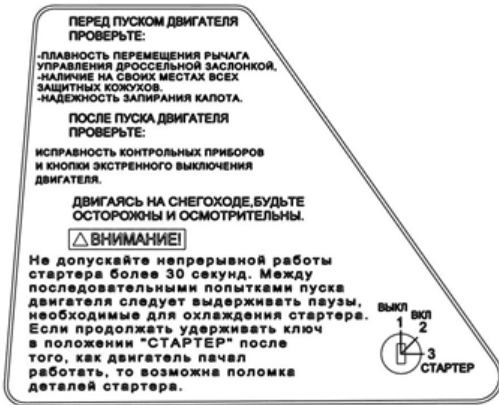 ПЕРЕД ПУСКОМ ДВИГАТЕЛЯ
ПРОВЕРЬТЕ:
-ПЛАВНОСТЬ ПЕРЕМЕЩЕНИЯ РЫЧАГА
УПРАВЛЕНИЯ ДРОССЕЛЬНОЙ ЗАСЛОНКОЙ,
-НАЛИЧИЕ НА СВОИХ МЕСТАХ ВСЕХ
ЗАЩИТНЫХ КОЖУХОВ.
-НАДЕЖНОСТЬ ЗАПИРАНИЯ КАПОТА.
ПОСЛЕ ПУСКА ДВИГАТЕЛЯ
ПРОВЕРЬТЕ:
ИСПРАВНОСТЬ КОНТРОЛЬНЫХ ПРИБОРОВ
И КНОПКИ ЭКСТРЕННОГО ВЫКЛЮЧЕНИЯ
ДВИГАТЕЛЯ.
ДВИГАЯСЬ НА СНЕГОХОДЕ,БУДЬТЕ
ОСТОРОЖНЫ И ОСМОТРИТЕЛЬНЫ.
ВНИМАНИЕ!
Не допускайте непрерывной работы
стартера более 30 секунд. Между
последовательными попытками пуска
двигателя следует выдерживать паузы,
необходимые для охлаждения стартера.
Если продолжать удерживать ключ
в положении "СТАРТЕР" после
того, как двигатель пачал
работать, то возможна поломка
деталей стартера.
ВЫКЛ
1
ВКЛ
2
3
СТАРТЕР